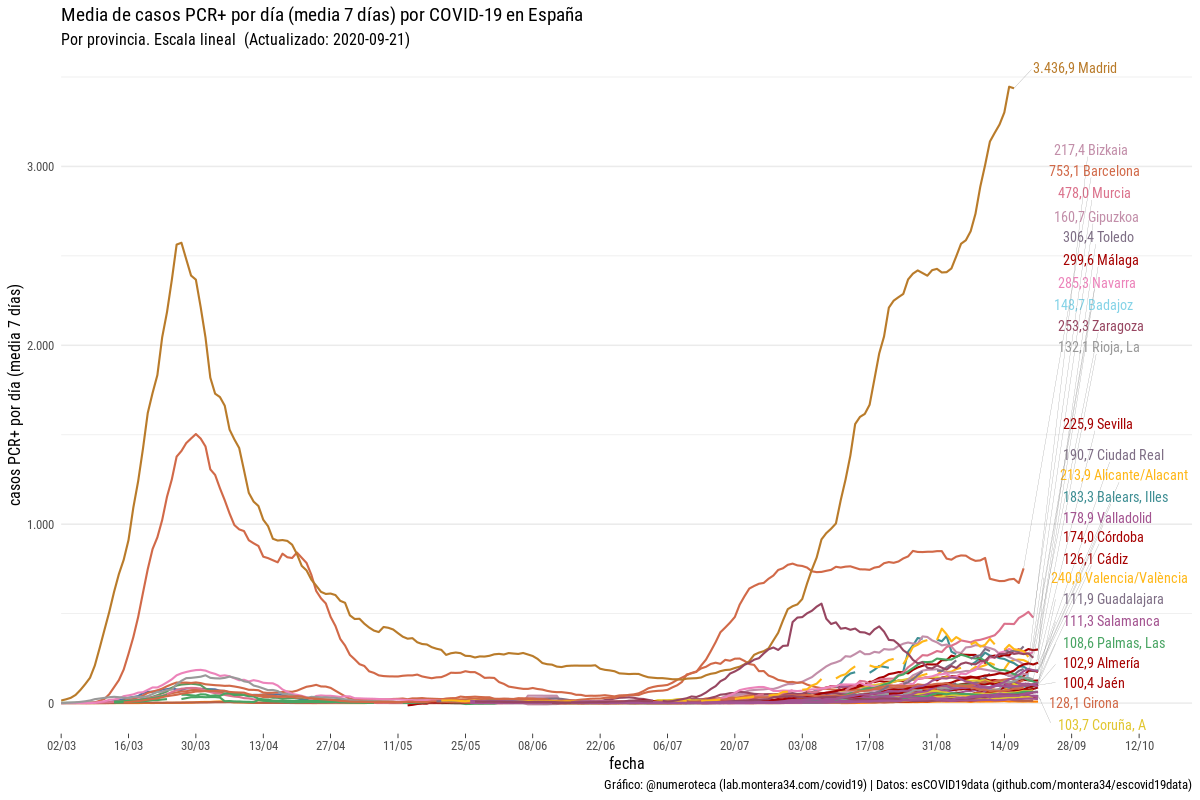 Media de casos PCR+ por día (media 7 días) por COVID-19 en España
Por provincia. Escala lineal  (Actualizado: 2020-09-21)
casos PCR+ por día (media 7 días)
3.000
2.000
1.000
0
3.436,9 Madrid
217,4 Bizkaia
753,1 Barcelona
478,0 Murcia
160,7 Gipuzkoa
306,4 Toledo
299,6 Málaga
285,3 Navarra
148,7 Badajoz
253,3 Zaragoza
132,1 Rioja, La
225,9 Sevilla
190,7 Ciudad Real
213,9 Alicante/Alacant
183,3 Balears, Illes
178,9 Valladolid
174,0 Córdoba
126,1 Cádiz
240,0 Valencia/València
111,9 Guadalajara
111,3 Salamanca
108,6 Palmas, Las
102,9 Almería
100,4 Jaén
128,1 Girona
103,7 Coruña, A
02/03 16/03 30/03 13/04 27/04 11/05 25/05 08/06 22/06 06/07 20/07 03/08 17/08 31/08 14/09 28/09 12/10
fecha
Gráfico: @numeroteca (lab.montera34.com/covid19) | Datos: esCOVID19data (github.com/montera34/escovid19data)